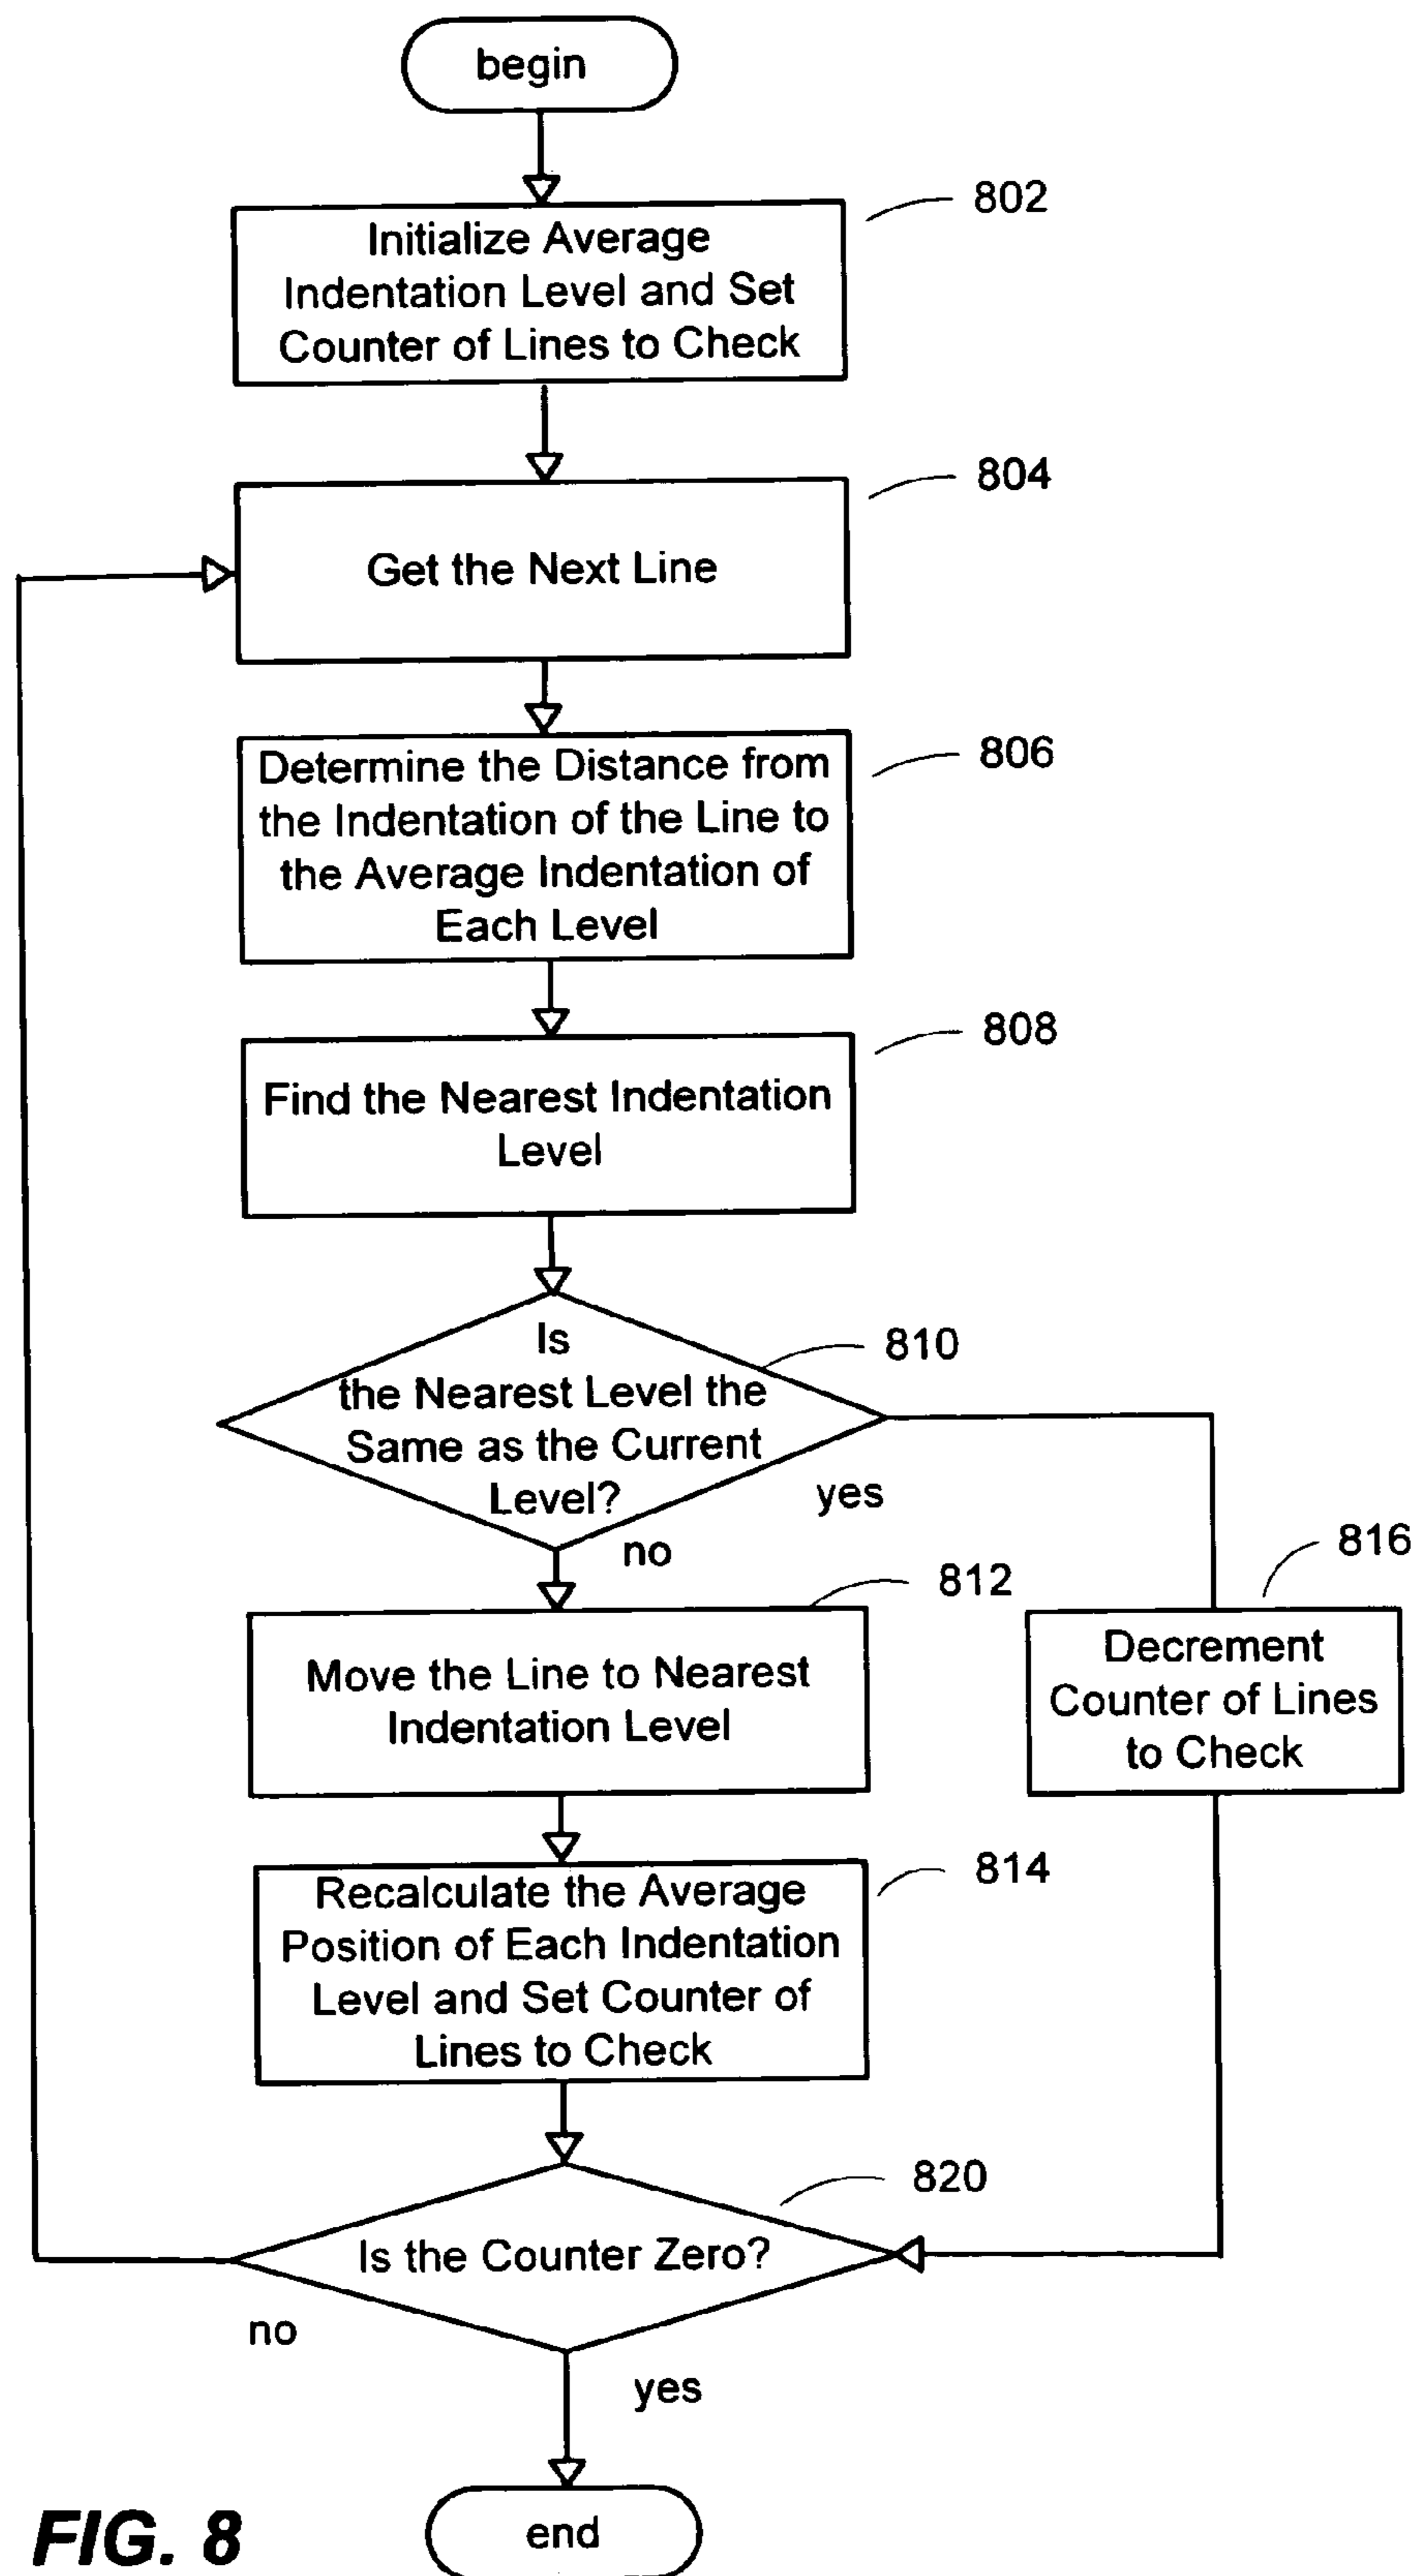 begin
802
Initialize Average
Indentation Level and Set
Counter of Lines to Check
804
Get the Next Line
806
Determine the Distance from
the Indentation of the Line to
the Average Indentation of
Each Level
808
Find the Nearest Indentation
Level
810
Is
the Nearest Level the
Same as the Current
Level?
yes
no
812
Move the Line to Nearest
Indentation Level
816
Decrement
Counter of Lines
to Check
814
Recalculate the Average
Position of Each Indentation
Level and Set Counter of
Lines to Check
820
Is the Counter Zero?
no
yes
end
FIG. 8